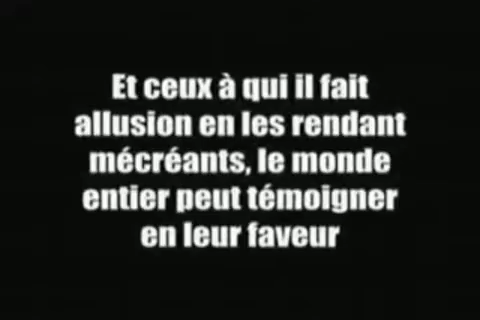 Et ceux à qui il fait
allusion en les rendant
mécréants, le monde
entier peut témoigner
en leur faveur